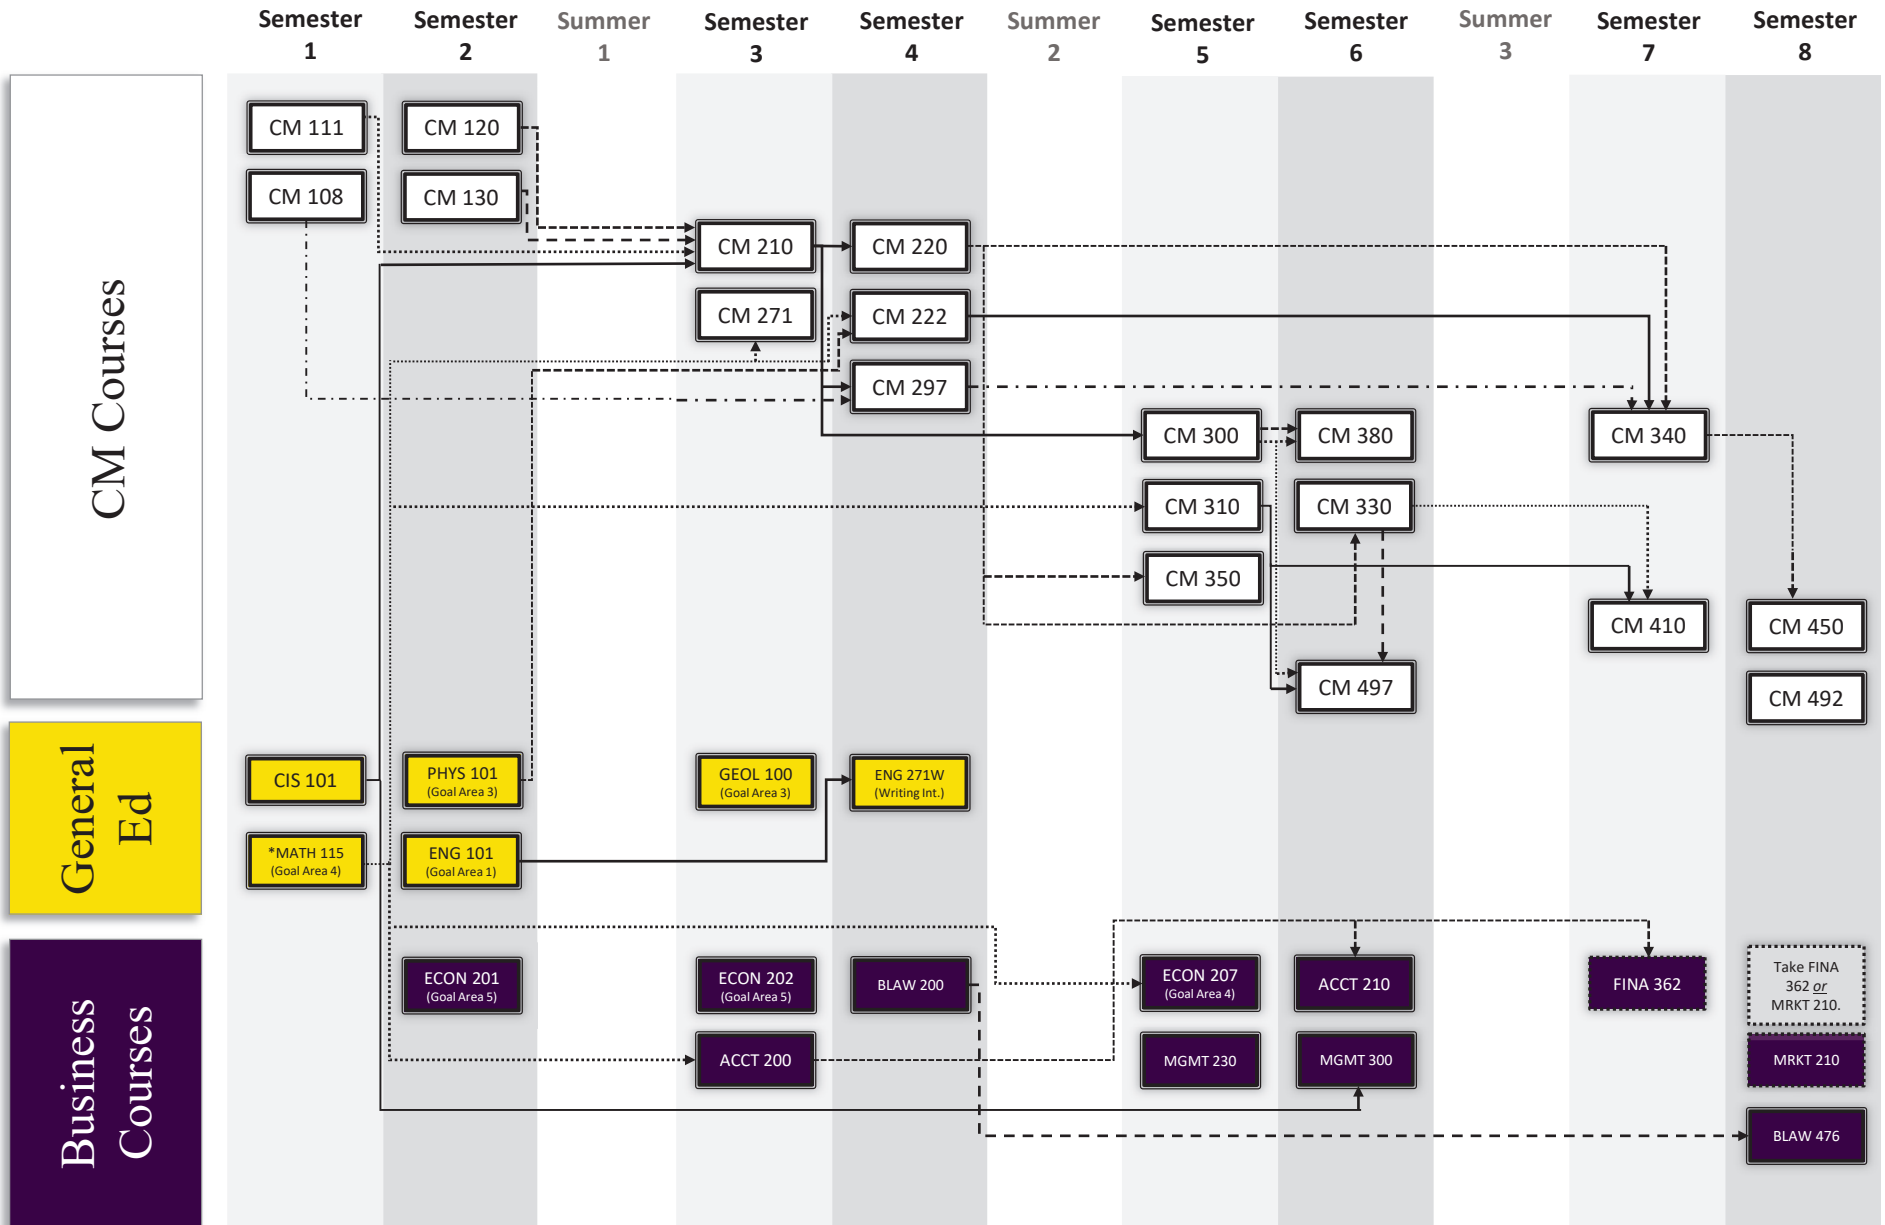 Semester Semester Summer Semester Semester Summer Semester Semester Summer Semester Semester
1 2 1 3 4 2 5 6 3 7 8
CM Courses
CM 111 CM 120
CM 108 CM 130
CM 210 CM 220
CM 271 CM 222
CM 297
CM 300 CM 380 CM 340
CM 310 CM 330
CM 350
CM 410 CM 450
CM 497 CM 492
General
Ed
CIS 101
PHYS 101
(Goal Area 3)
GEOL 100
(Goal Area 3)
ENG 271W
(Writing Int.)
*MATH 115
(Goal Area 4)
ENG 101
(Goal Area 1)
Business
Courses
ECON 201
(Goal Area 5)
ECON 202
(Goal Area 5)
BLAW 200
ECON 207
(Goal Area 4)
ACCT 210
FINA 362
Take FINA
362 or
MRKT 210.
ACCT 200
MGMT 230
MGMT 300
MRKT 210
BLAW 476